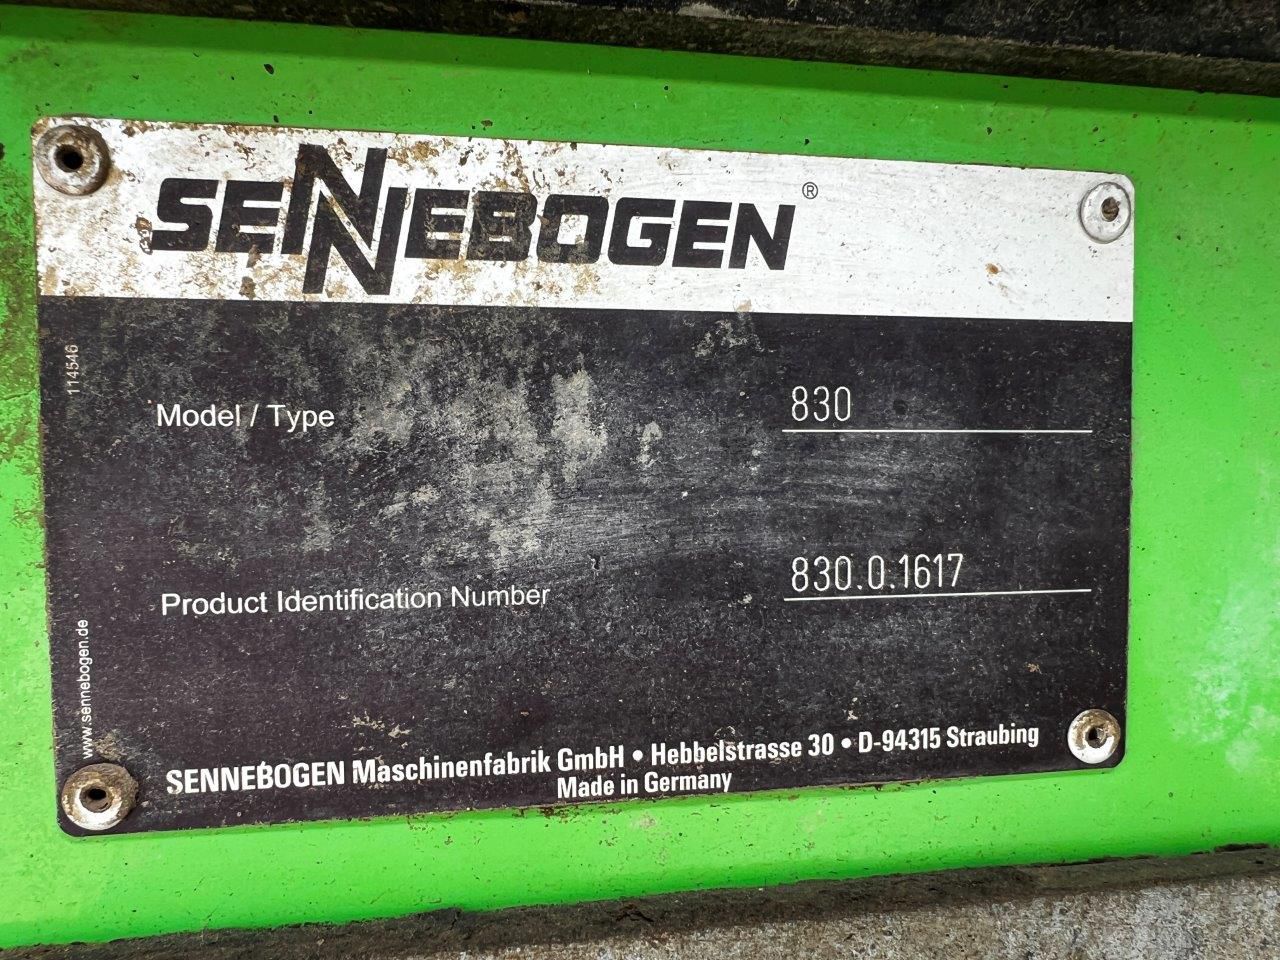 SENNEBOGEN®
114546
Model / Type 830
Product Identification Number 830.0.1617
www.sennebogen.de
SENNEBOGEN Maschinenfabrik GmbH • Hebbelstrasse 30 • D-94315 Straubing
Made in Germany